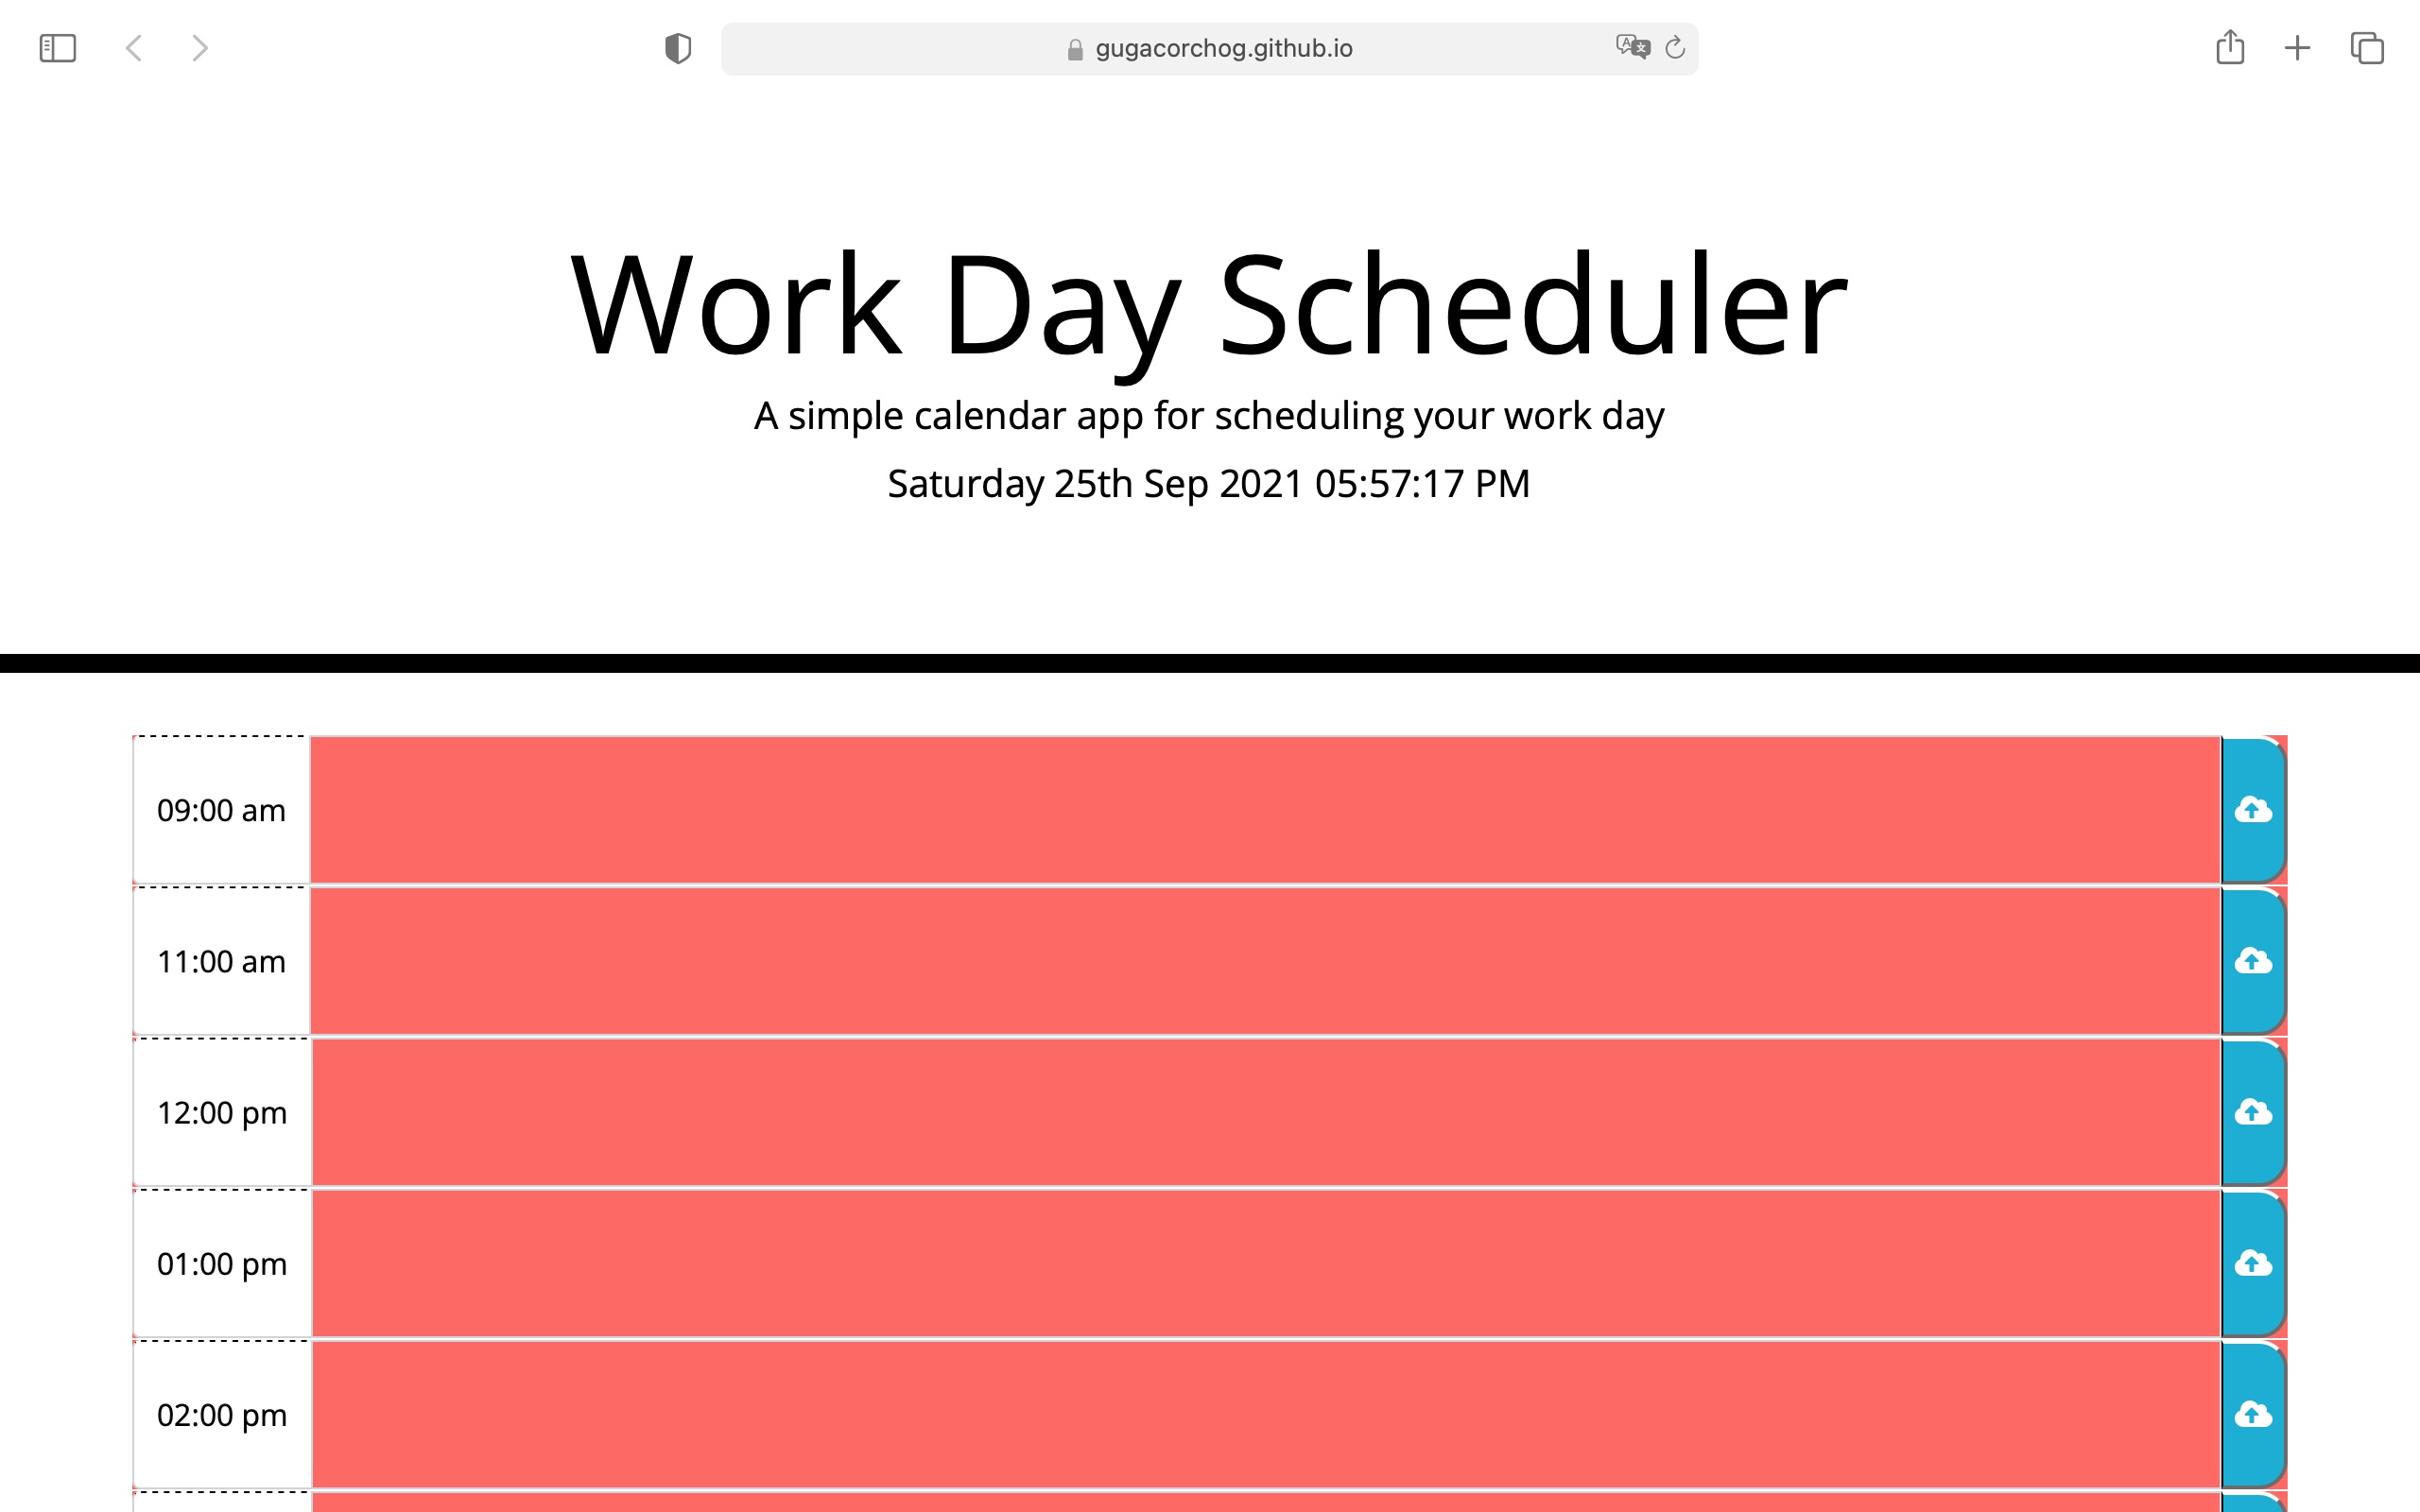 gugacorchog.github.io
Work Day Scheduler
A simple calendar app for scheduling your work day
Saturday 25th Sep 2021 05:57:17 PM
09:00 am
11:00 am
12:00 pm
01:00 pm
02:00 pm